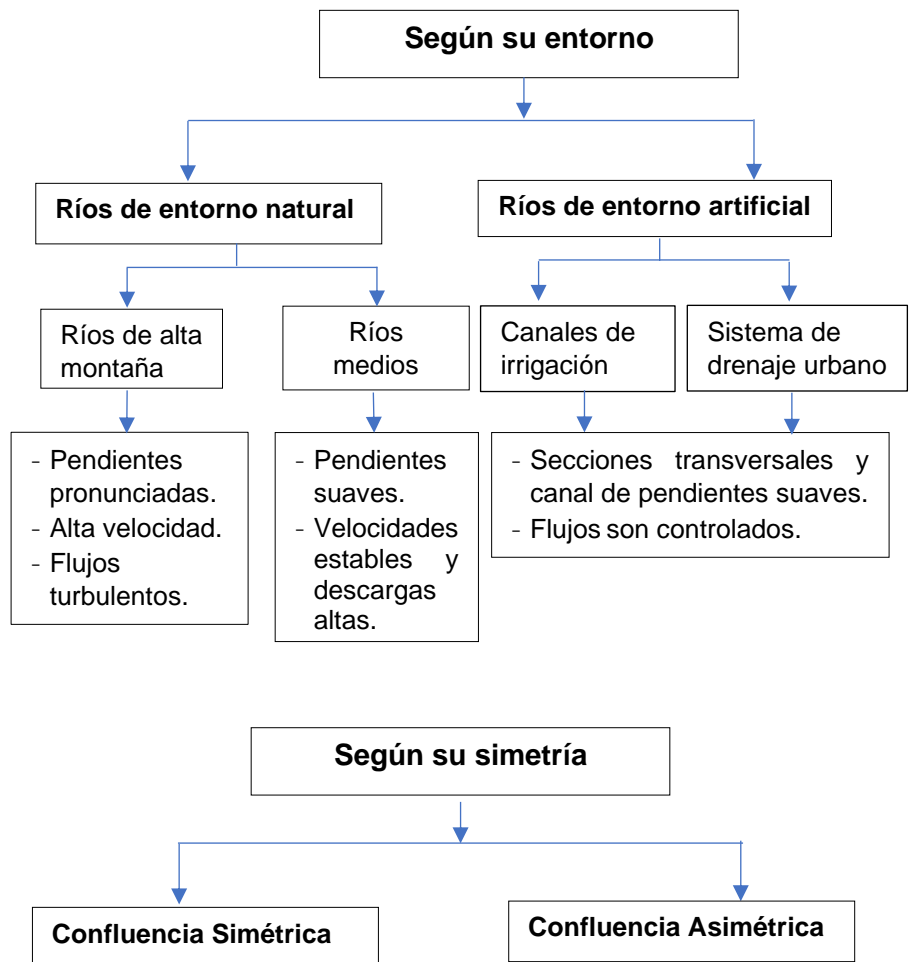 Según su entorno
Ríos de entorno natural
Ríos de entorno artificial
Ríos de alta
montaña
Ríos
medios
Canales de
irrigación
Sistema de
drenaje urbano
- Pendientes
pronunciadas.
- Alta velocidad.
- Flujos
turbulentos.
- Pendientes
suaves.
- Velocidades
estables y
descargas
altas.
- Secciones transversales y
canal de pendientes suaves.
- Flujos son controlados.
Según su simetría
Confluencia Simétrica
Confluencia Asimétrica